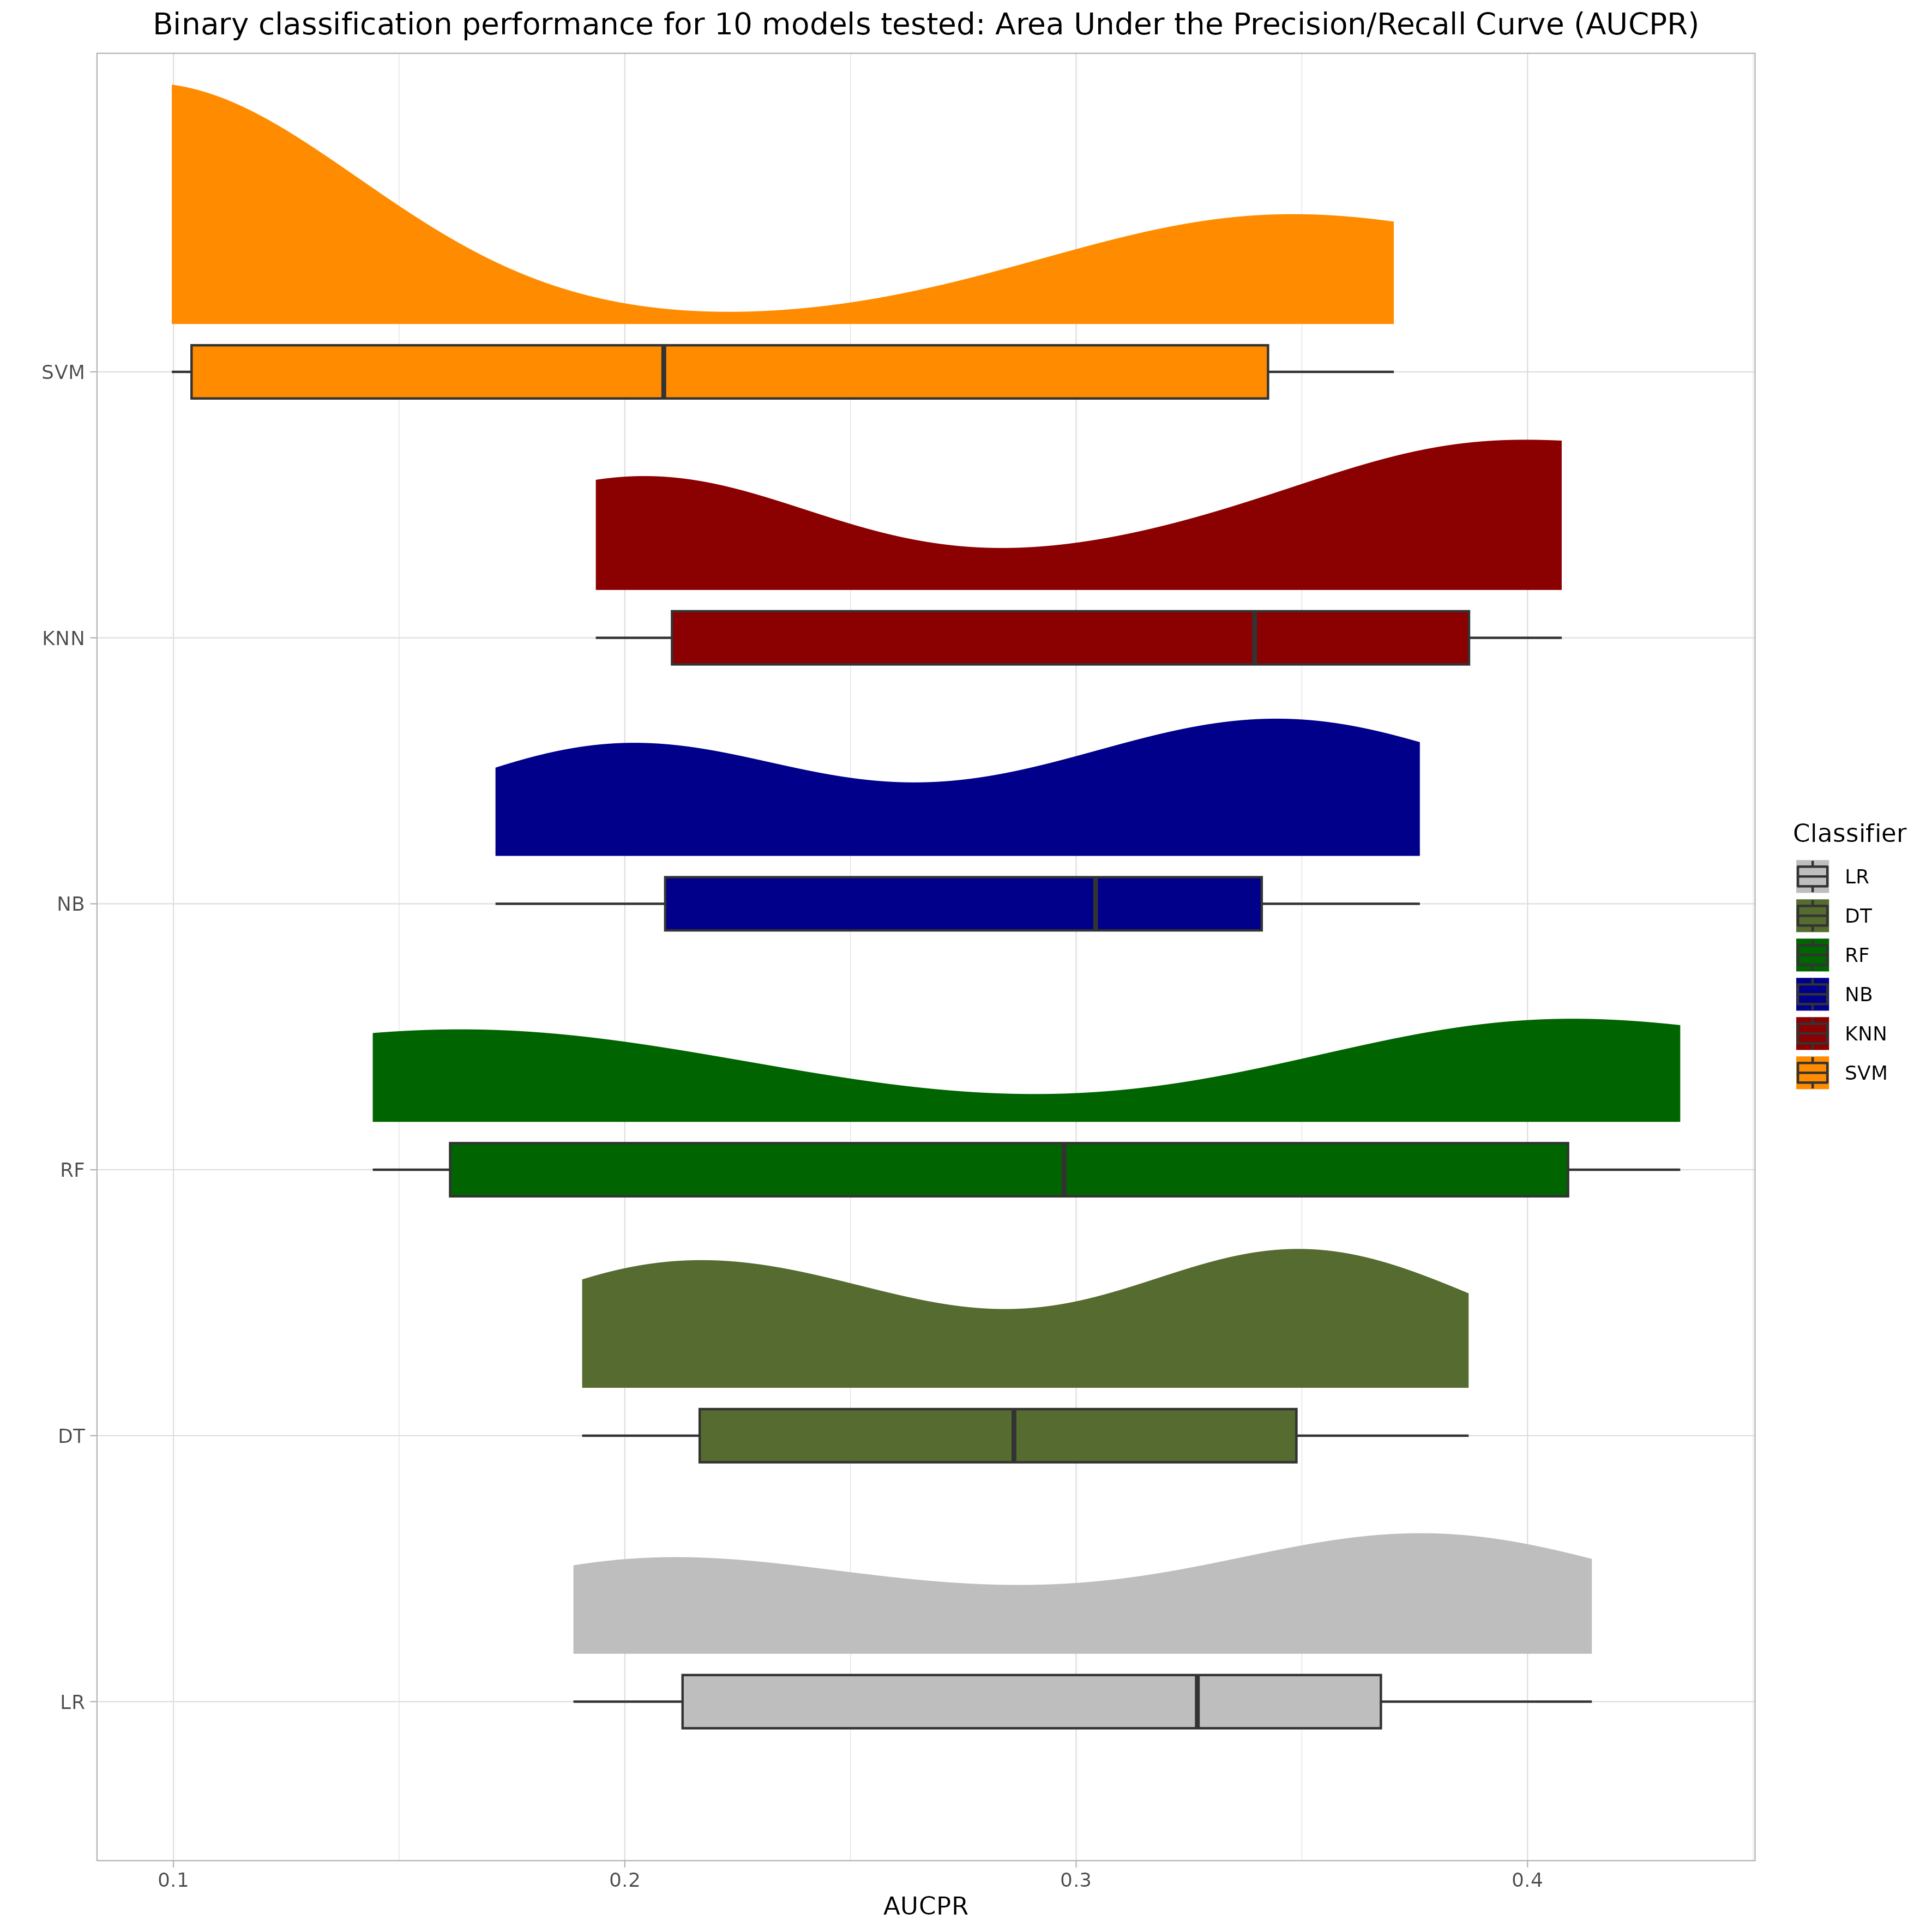 Binary classification performance for 10 models tested: Area Under the Precision/Recall Curve (AUCPR)
SVM
KNN
NB
RF
DT
LR
0.1 0.2 0.3 0.4
AUCPR
Classifier
LR
DT
RF
NB
KNN
SVM